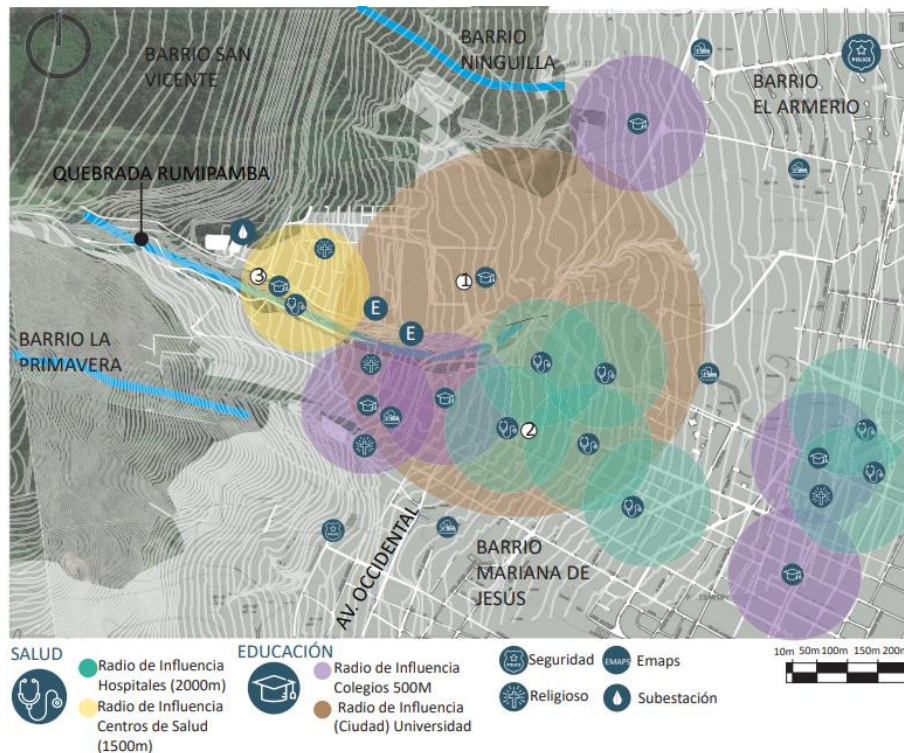 BARRIO SAN
VICENTE
BARRIO
NINGUILLA
POLICE
BARRIO
EL ARMERIO
QUEBRADA RUMIPAMBA
3
1
E
E
BARRIO LA
PRIMAVERA
2
AV. OCCIDENTAL
BARRIO
MARIANA DE
JESÚS
SALUD
Radio de Influencia
Hospitales (2000m)
Radio de Influencia
Centros de Salud
(1500m)
EDUCACIÓN
Radio de Influencia
Colegios 500M
Radio de Influencia
(Ciudad) Universidad
POLICE
Seguridad
Religioso
EMAPS
Emaps
Subestación
10m 50m 100m 150m 200m